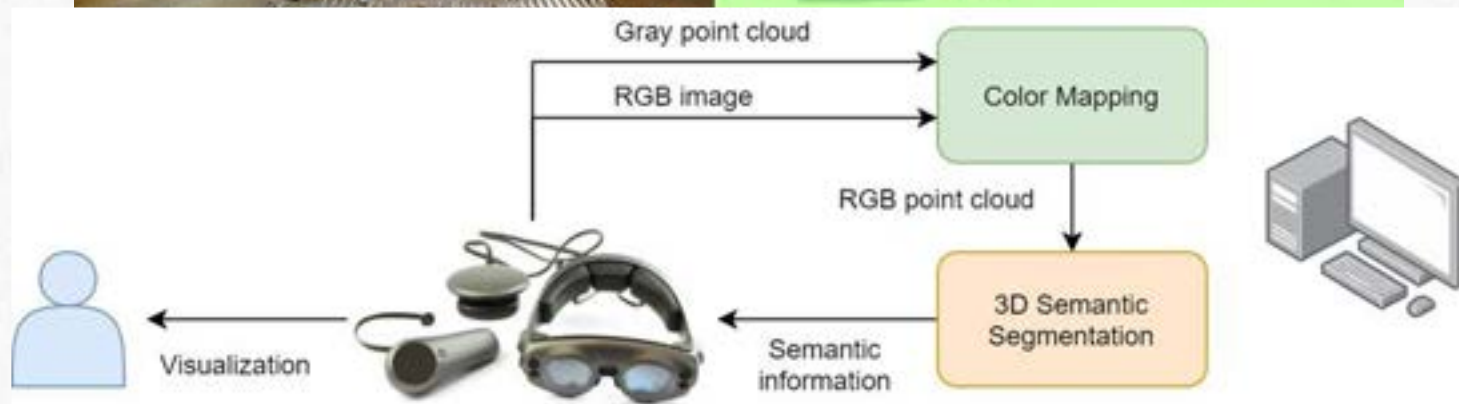 Gray point cloud
RGB image
Color Mapping
RGB point cloud
3D Semantic
Segmentation
Semantic
information
Visualization